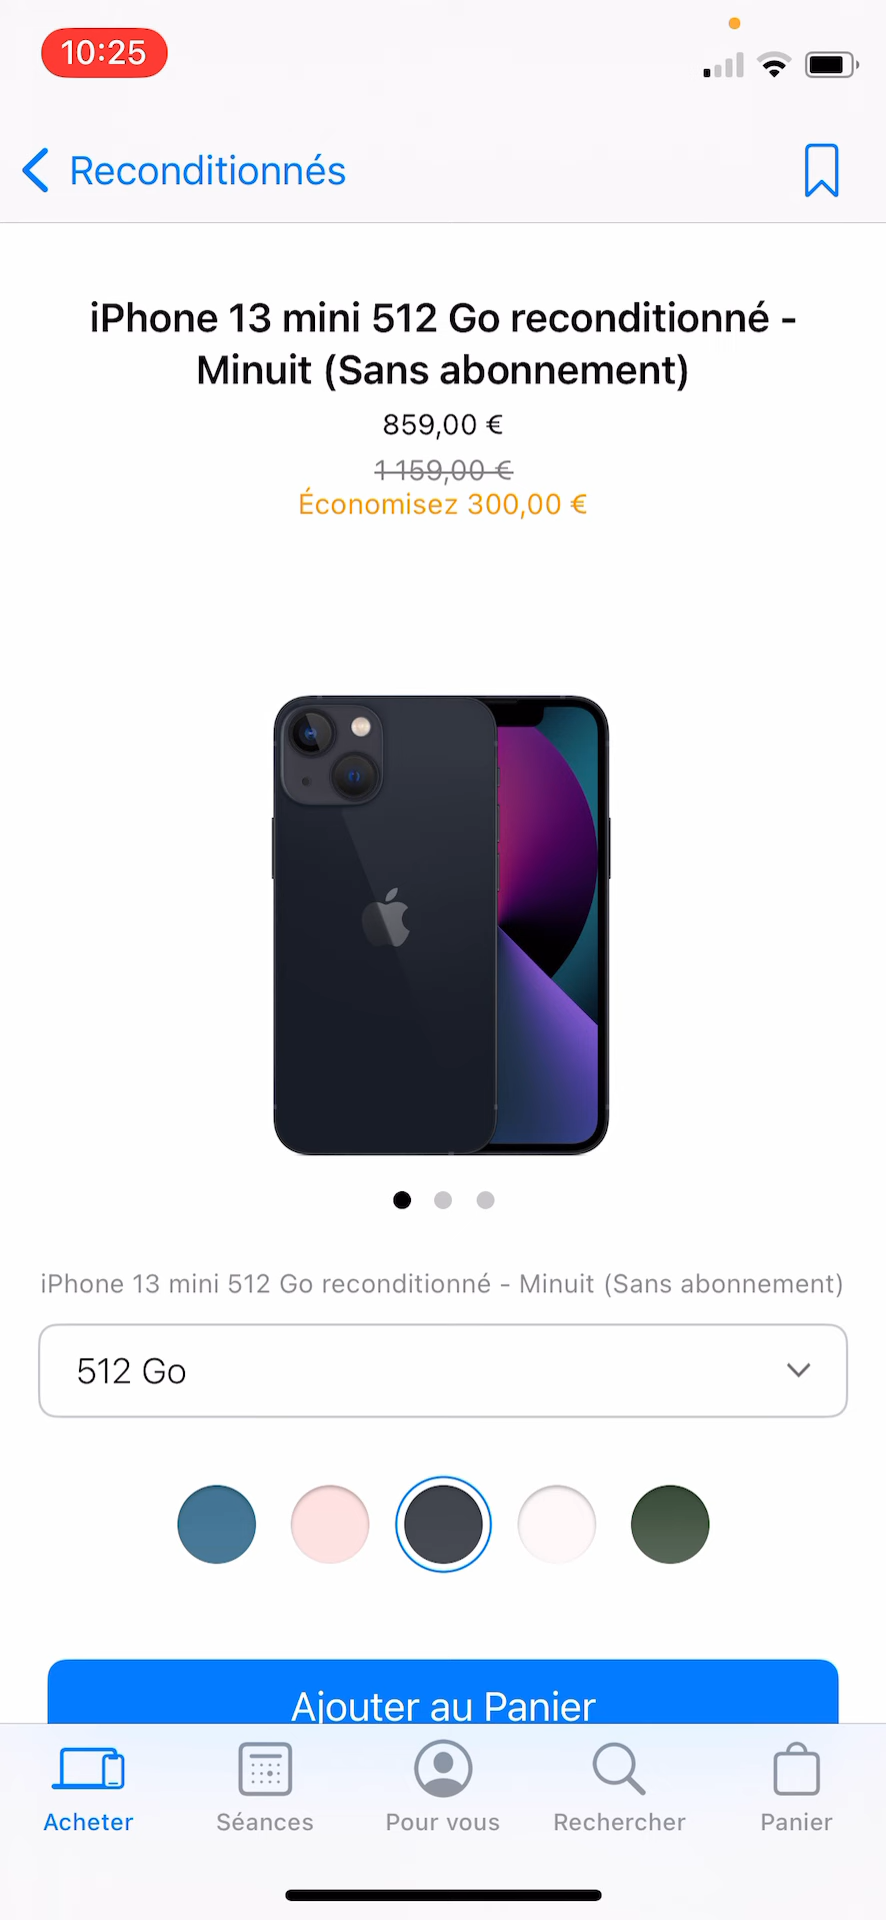 10:25
Reconditionnés
iPhone 13 mini 512 Go reconditionné -
Minuit (Sans abonnement)
859,00 €
1 159,00 €
Économisez 300,00 €
iPhone 13 mini 512 Go reconditionné - Minuit (Sans abonnement)
512 Go
Ajouter au Panier
Acheter
Séances
Pour vous
Rechercher
Panier